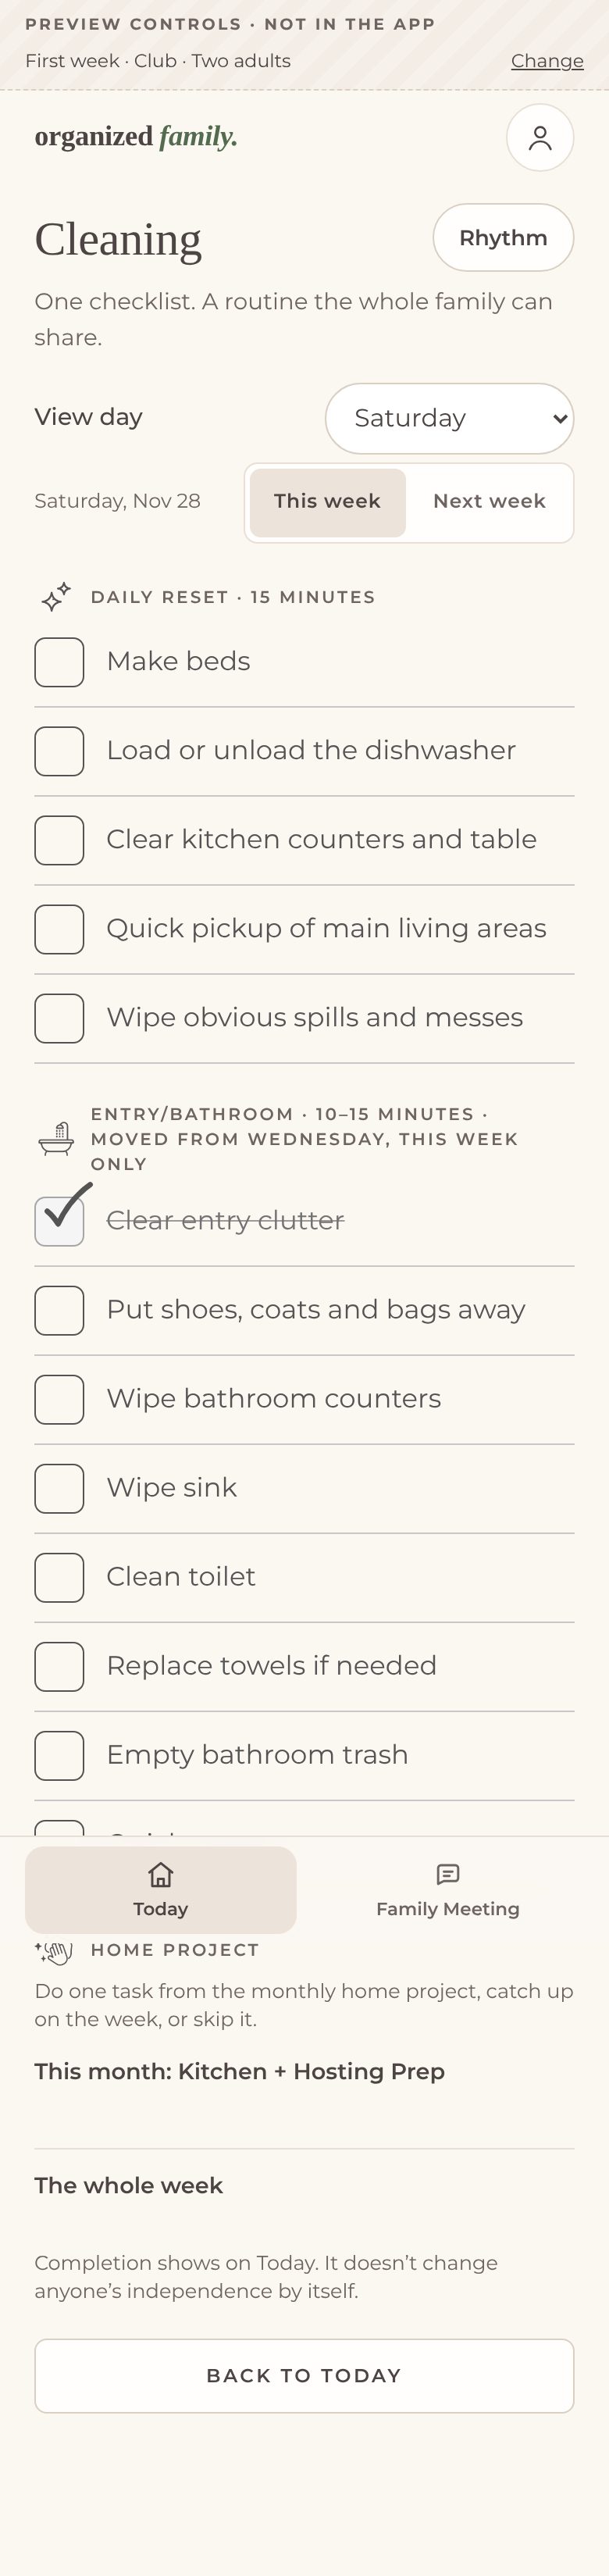 PREVIEW CONTROLS · NOT IN THE APP
First week · Club · Two adults
Change
organized family.
Cleaning
Rhythm
One checklist. A routine the whole family can
share.
View day
Saturday
Saturday, Nov 28
This week
Next week
DAILY RESET · 15 MINUTES
Make beds
Load or unload the dishwasher
Clear kitchen counters and table
Quick pickup of main living areas
Wipe obvious spills and messes
ENTRY/BATHROOM · 10–15 MINUTES ·
MOVED FROM WEDNESDAY, THIS WEEK
ONLY
Clear entry clutter
Put shoes, coats and bags away
Wipe bathroom counters
Wipe sink
Clean toilet
Replace towels if needed
Empty bathroom trash
Today
Family Meeting
HOME PROJECT
Do one task from the monthly home project, catch up
on the week, or skip it.
This month: Kitchen + Hosting Prep
The whole week
Completion shows on Today. It doesn’t change
anyone’s independence by itself.
BACK TO TODAY